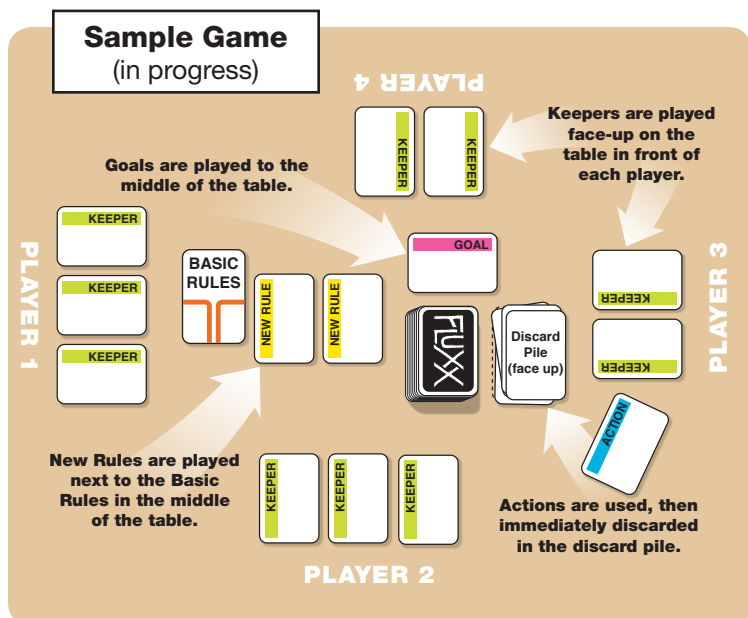 Sample Game
(in progress)
PLAYER 4
KEEPER
KEEPER
Keepers are played
face-up on the
table in front of
each player.
Goals are played to the
middle of the table.
PLAYER 1
KEEPER
KEEPER
KEEPER
BASIC
RULES
NEW RULE
NEW RULE
GOAL
FLUXX
Discard
Pile
(face up)
KEEPER
KEEPER
PLAYER 3
ACTION
New Rules are played
next to the Basic
Rules in the middle
of the table.
KEEPER
KEEPER
KEEPER
Actions are used, then
immediately discarded
in the discard pile.
PLAYER 2